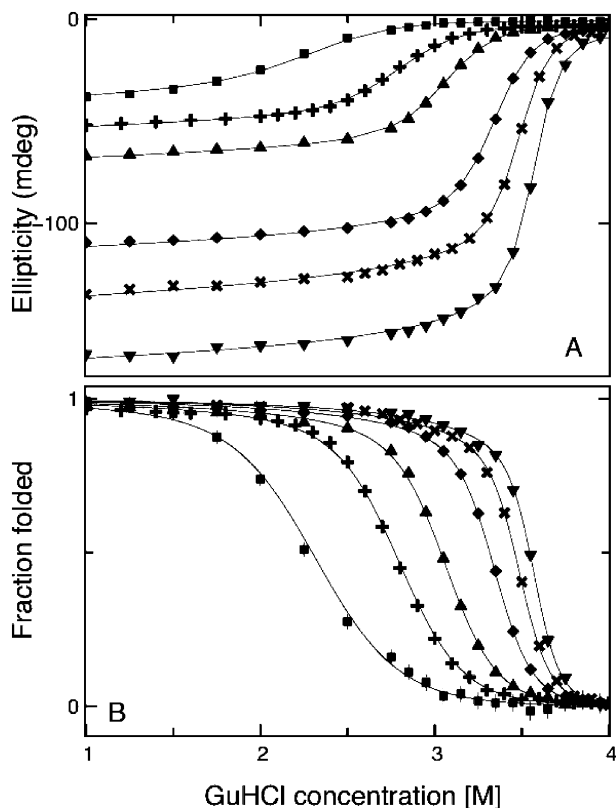 0
Ellipticity (mdeg)
−100
A
1
Fraction folded
0
B
1
2
3
4
GuHCl concentration [M]